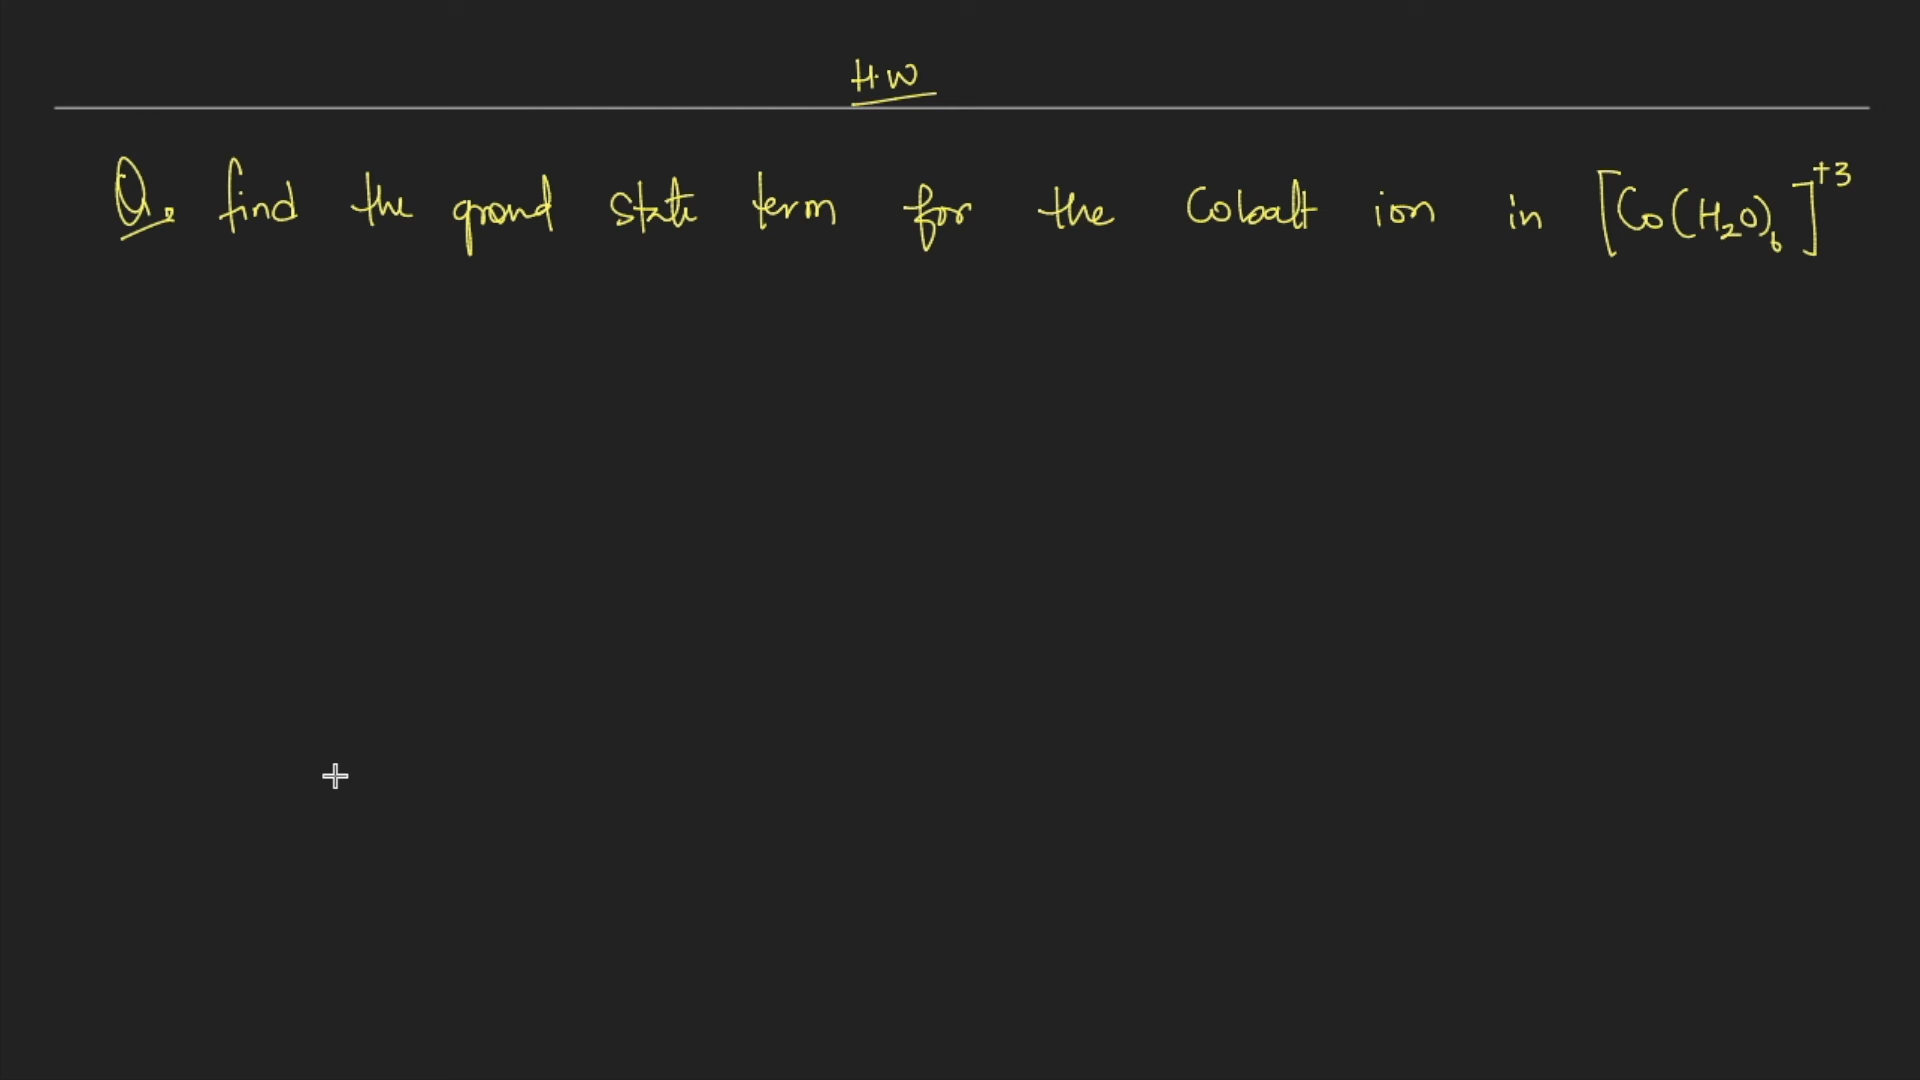 H.W
Q. find the ground state term for the Cobalt ion in [Co(H₂O)₆]⁺³